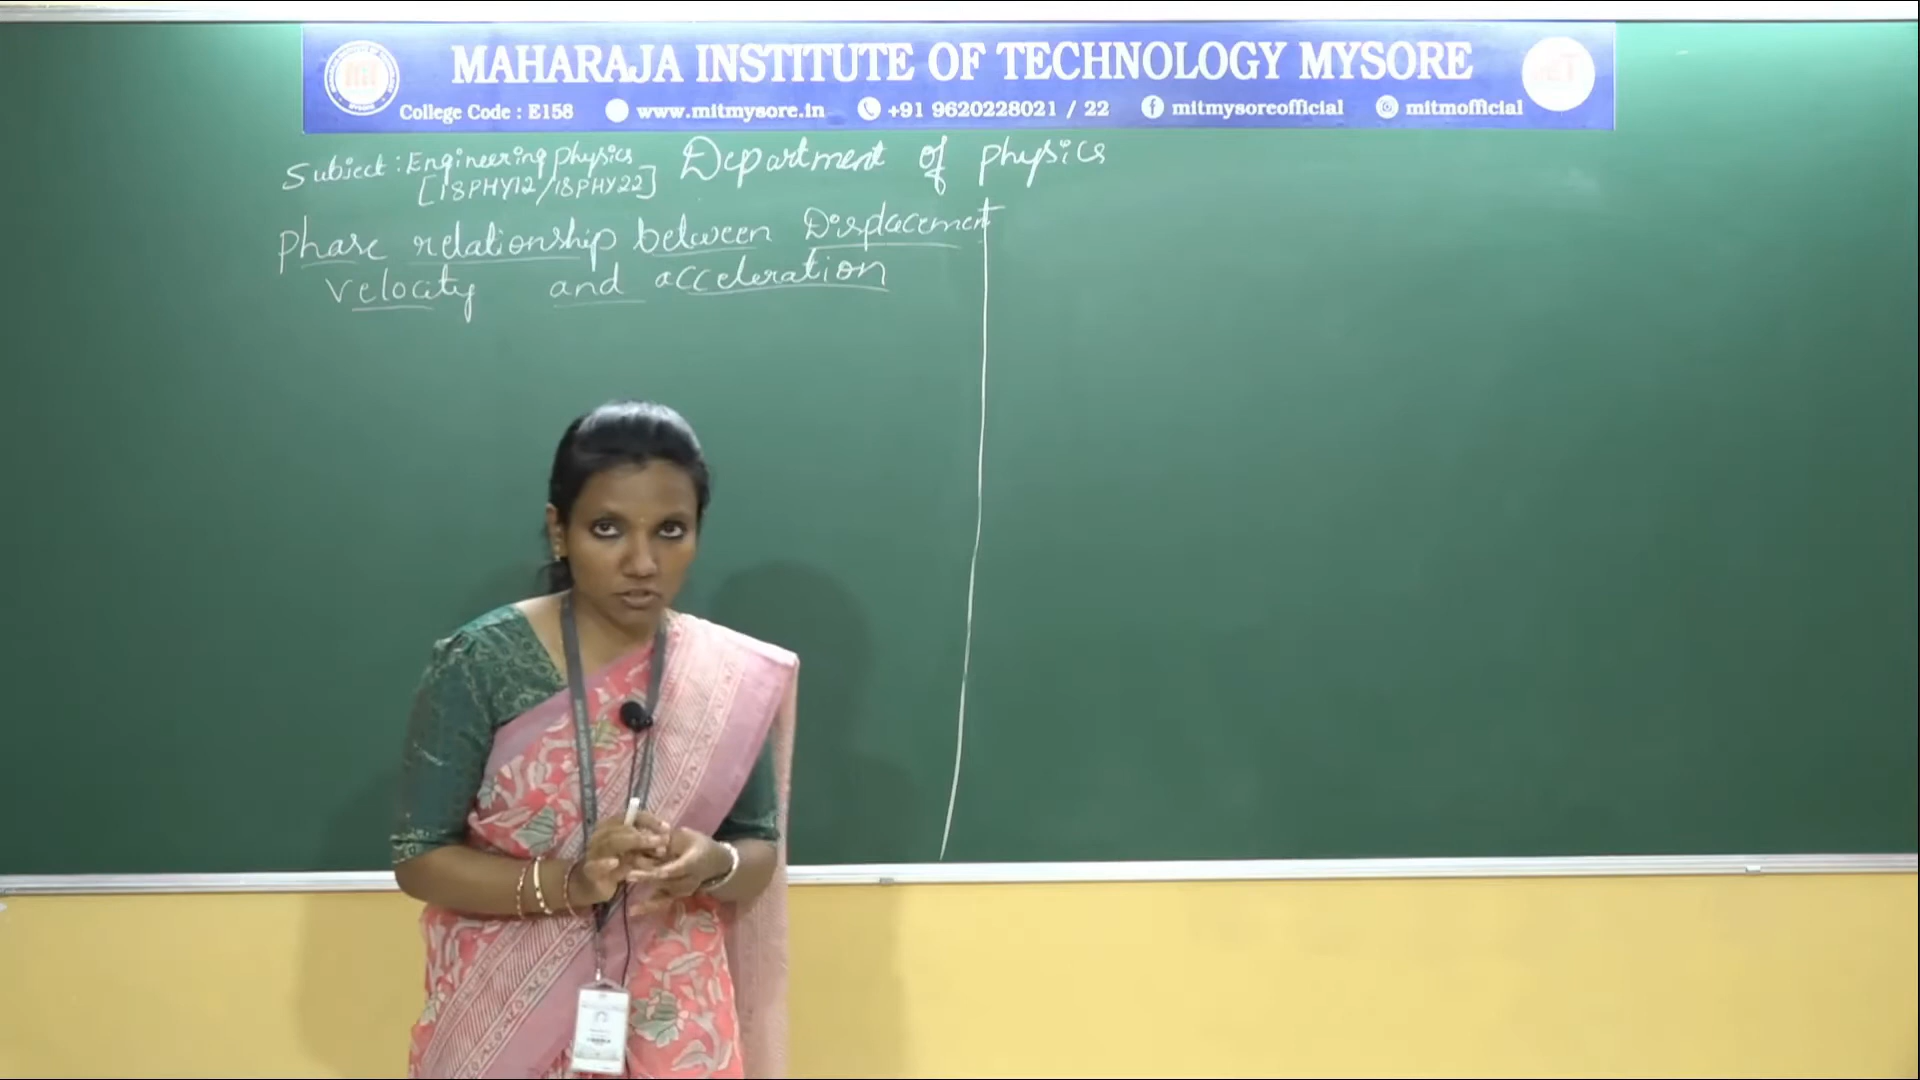 MAHARAJA INSTITUTE OF TECHNOLOGY MYSORE
College Code : E158 www.mitmysore.in +91 9620228021 / 22 mitmysoreofficial mitmofficial
Subject : Engineering physics Department of physics
[18PHY12/18PHY22]
Phase relationship between Displacement
velocity and acceleration